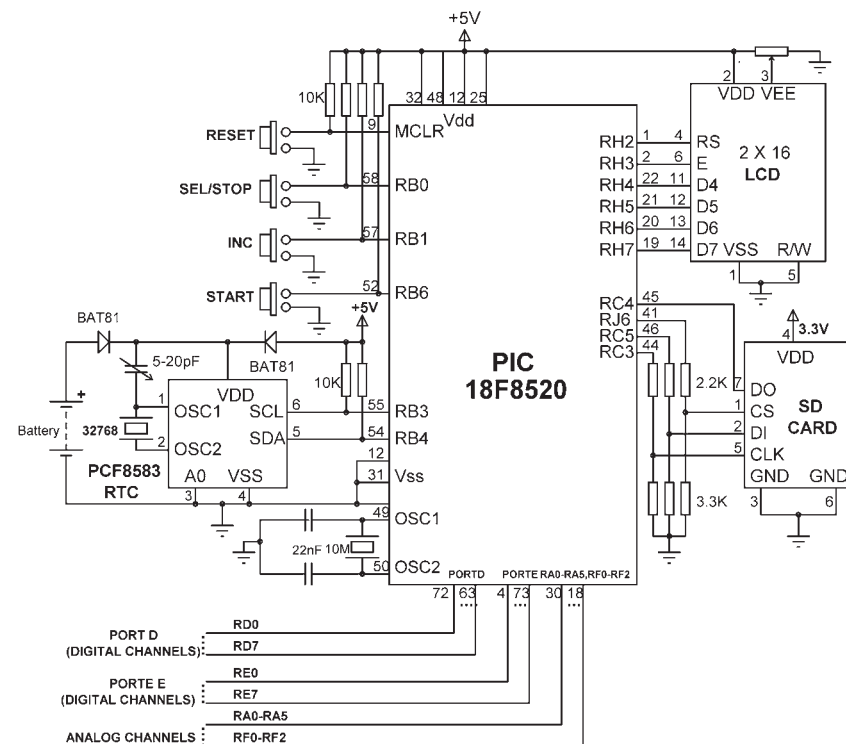 +5V
32 48 12 25
2 3
10K
VDD VEE
Vdd
RESET 9 MCLR
RH2 1 4 RS
2 X 16
RH3 2 6 E
LCD
SEL/STOP 58 RB0
RH4 22 11 D4
RH5 21 12 D5
INC 57 RB1
RH6 20 13 D6
RH7 19 14 D7 VSS R/W
1 5
START 52 RB6
RC4 45
+5V
RJ6 41
4 3.3V
BAT81
RC5 46
VDD
RC3 44
5-20pF
BAT81
PIC
18F8520
VDD
10K
2.2K
7 DO
1 OSC1 SCL 6 55 RB3
1 CS SD
CARD
Battery + 32768
2 DI
2 OSC2 SDA 5 54 RB4
5 CLK
PCF8583
RTC
12
A0 VSS
31 Vss
GND GND
3 4
3.3K
3 6
49 OSC1
22nF 10M
50 OSC2
PORTD PORTE RA0-RA5,RF0-RF2
72 63 4 73 30 18
PORT D
(DIGITAL CHANNELS)
RD0
RD7
PORTE E
(DIGITAL CHANNELS)
RE0
RE7
ANALOG CHANNELS
RA0-RA5
RF0-RF2